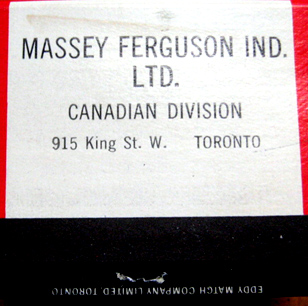 MASSEY FERGUSON IND.
LTD.
CANADIAN DIVISION
915 King St. W. TORONTO
EDDY MATCH COMPANY LIMITED, TORONTO